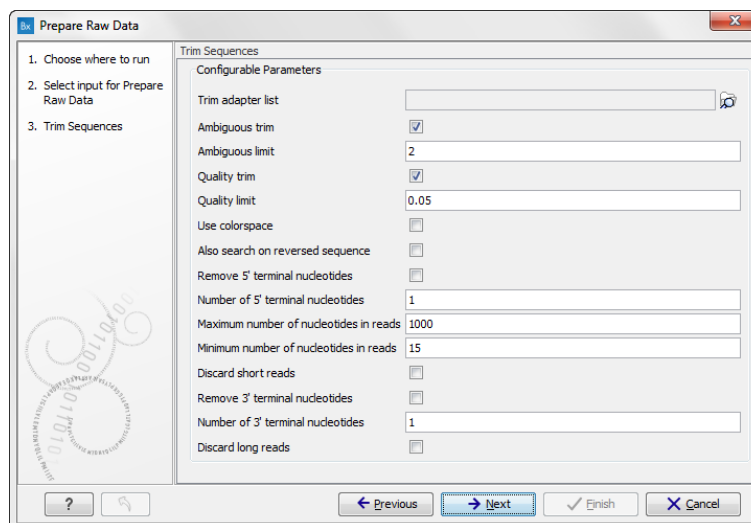 Bx Prepare Raw Data
1. Choose where to run
2. Select input for Prepare
Raw Data
3. Trim Sequences
Trim Sequences
Configurable Parameters
Trim adapter list
Ambiguous trim
Ambiguous limit 2
Quality trim
Quality limit 0.05
Use colorspace
Also search on reversed sequence
Remove 5' terminal nucleotides
Number of 5' terminal nucleotides 1
Maximum number of nucleotides in reads 1000
Minimum number of nucleotides in reads 15
Discard short reads
Remove 3' terminal nucleotides
Number of 3' terminal nucleotides 1
Discard long reads
? Previous Next Finish Cancel